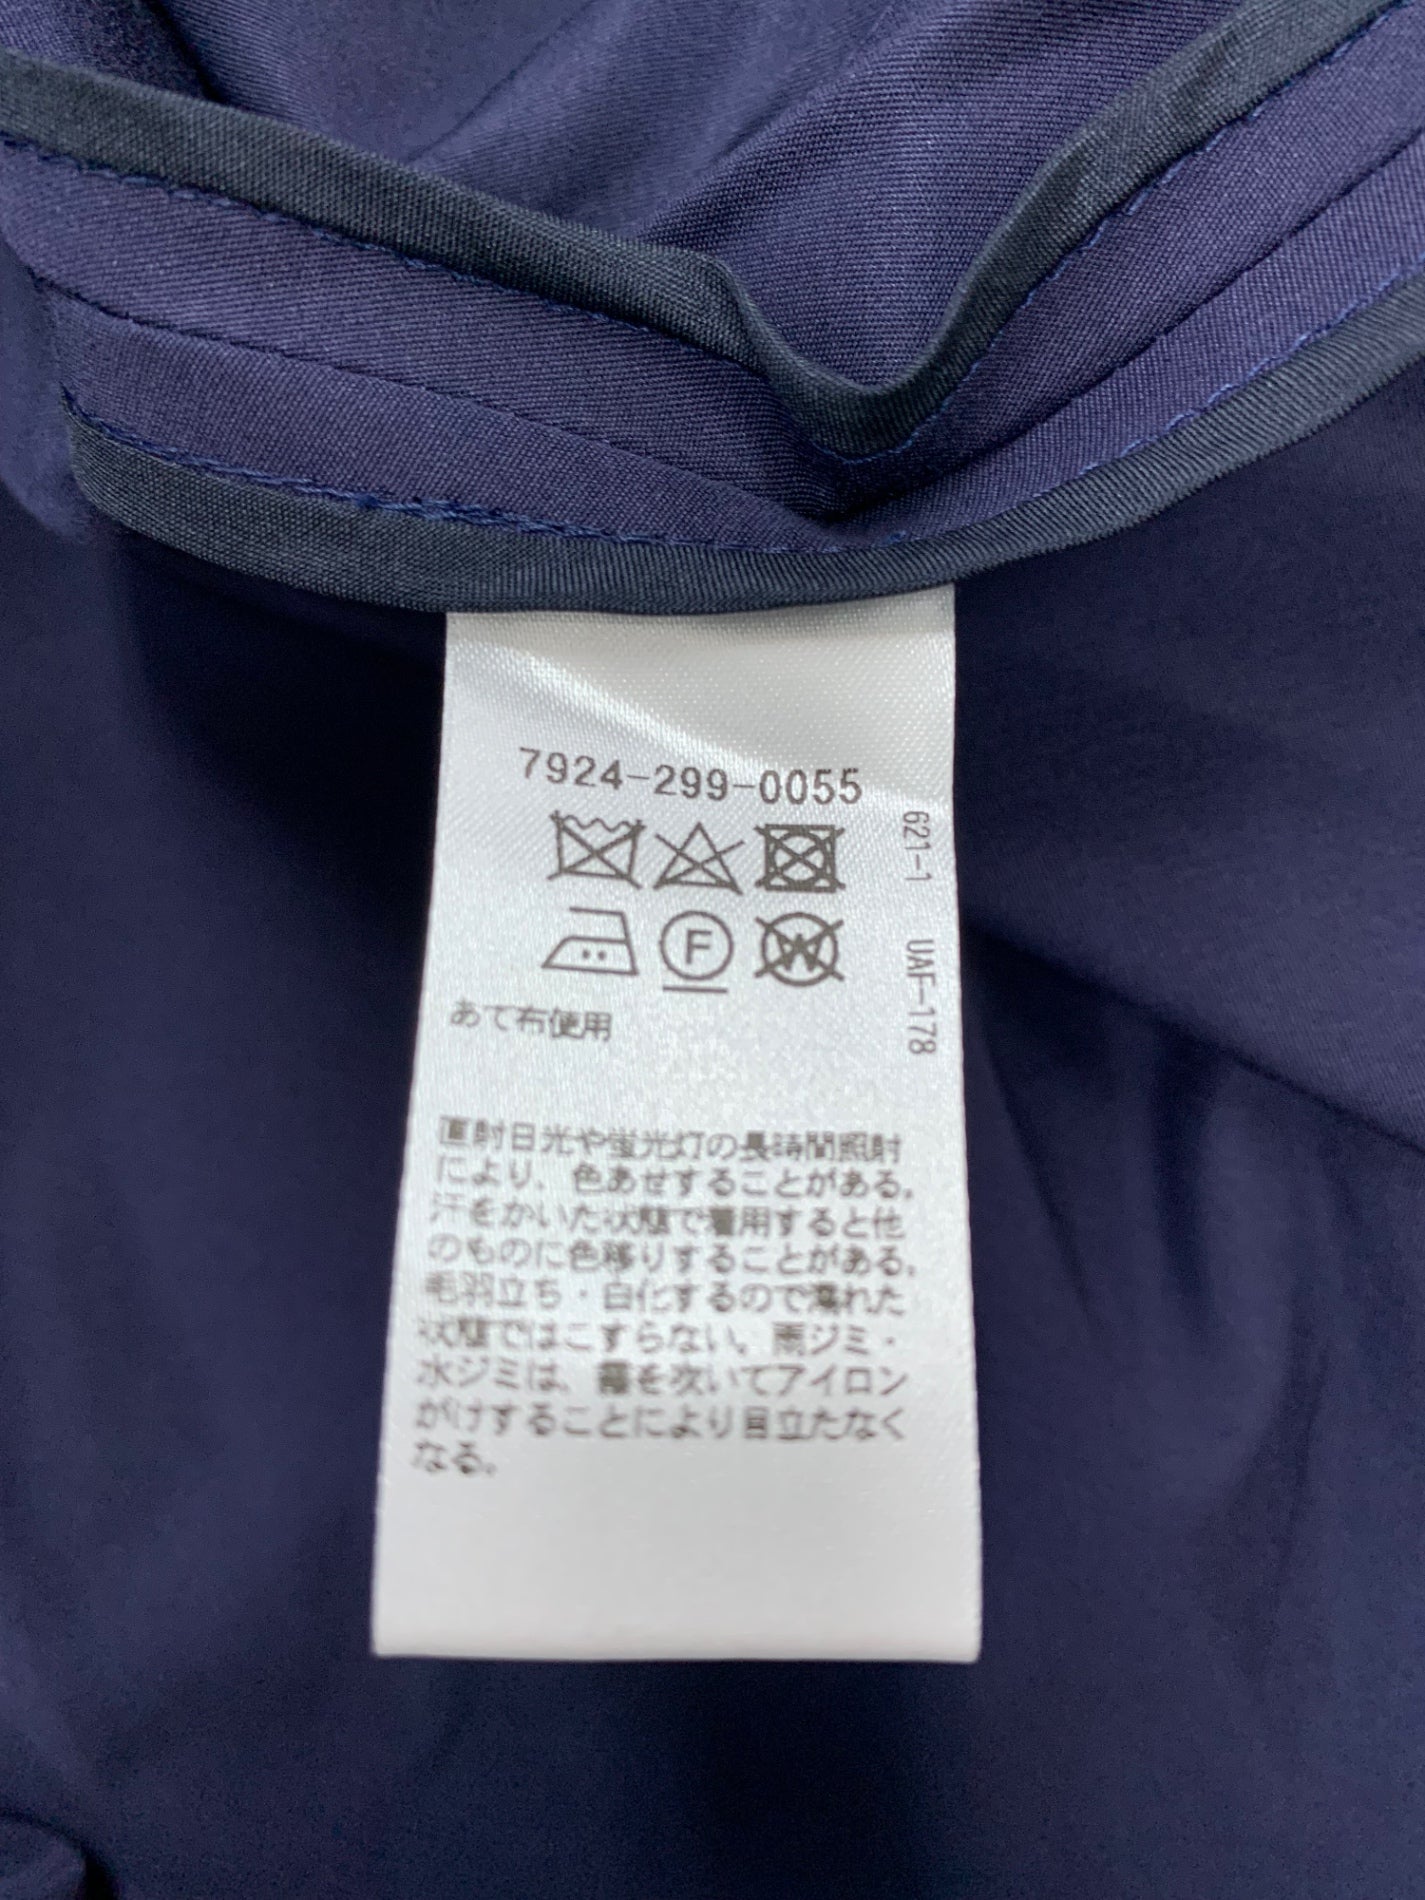 7924-299-0055
621-1 UAF-178
F
W
あて布使用
直射日光や蛍光灯の長時間照射
により、色あせすることがある。
汗をかいた状態で着用すると他
のものに色移りすることがある。
毛羽立ち・白化するので濡れた
状態ではこすらない。雨ジミ・
水ジミは、霧を吹いてアイロン
がけすることにより目立たなく
なる。